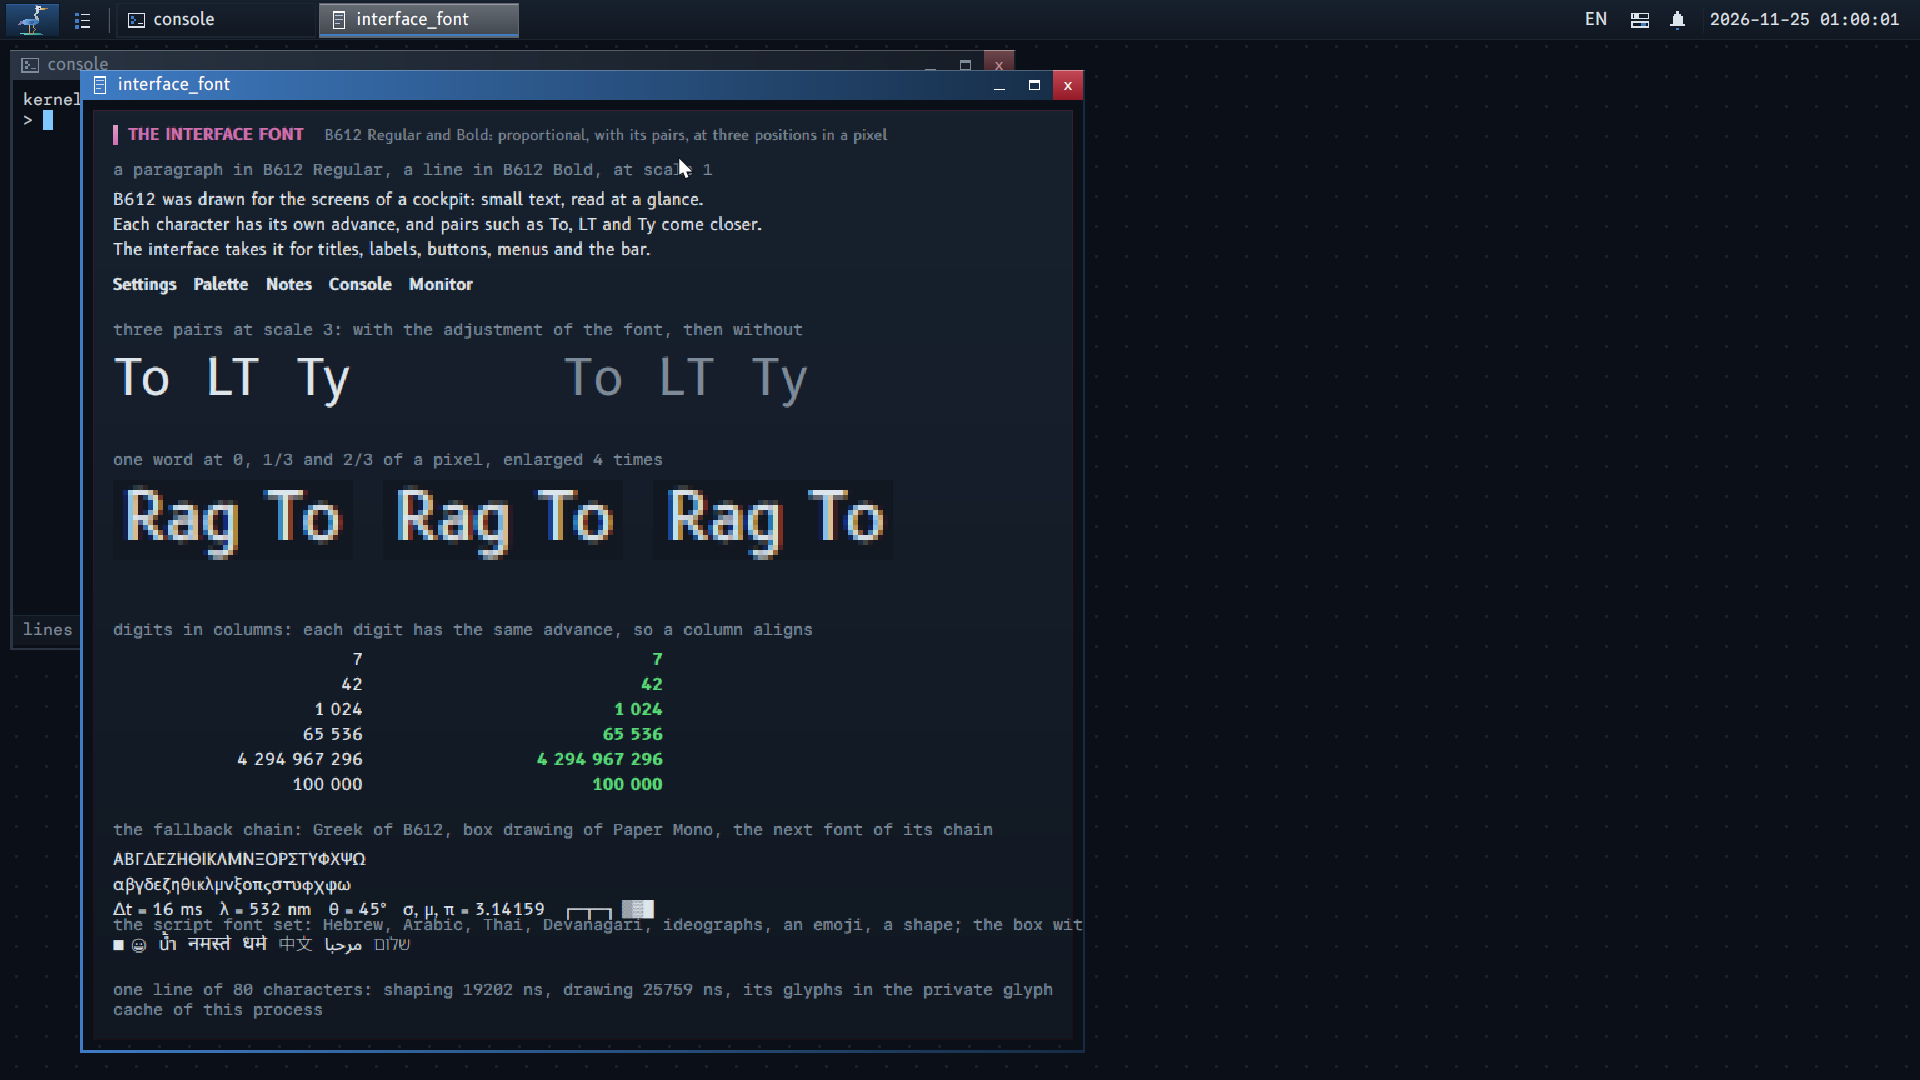 console
interface_font
EN
2026-11-25 01:00:01
console
interface_font
kernel
>
THE INTERFACE FONT B612 Regular and Bold: proportional, with its pairs, at three positions in a pixel
a paragraph in B612 Regular, a line in B612 Bold, at scale 1
B612 was drawn for the screens of a cockpit: small text, read at a glance.
Each character has its own advance, and pairs such as To, LT and Ty come closer.
The interface takes it for titles, labels, buttons, menus and the bar.
Settings Palette Notes Console Monitor
three pairs at scale 3: with the adjustment of the font, then without
To LT Ty To LT Ty
one word at 0, 1/3 and 2/3 of a pixel, enlarged 4 times
Rag To Rag To Rag To
lines
digits in columns: each digit has the same advance, so a column aligns
7 7
42 42
1 024 1 024
65 536 65 536
4 294 967 296 4 294 967 296
100 000 100 000
the fallback chain: Greek of B612, box drawing of Paper Mono, the next font of its chain
ΑΒΓΔΕΖΗΘΙΚΛΜΝΞΟΡΣΤΥΦΧΨΩ
αβγδεζηθικλμνξοπςστυφχψω
Δt = 16 ms λ = 532 nm θ = 45° σ, μ, π = 3.14159 ┌─┬─┐ ░▒▓█
the script font set: Hebrew, Arabic, Thai, Devanagari, ideographs, an emoji, a shape; the box wit
■ 😀 น้ำ नमस्ते धर्म 中文 مرحبا שלום
one line of 80 characters: shaping 19202 ns, drawing 25759 ns, its glyphs in the private glyph
cache of this process